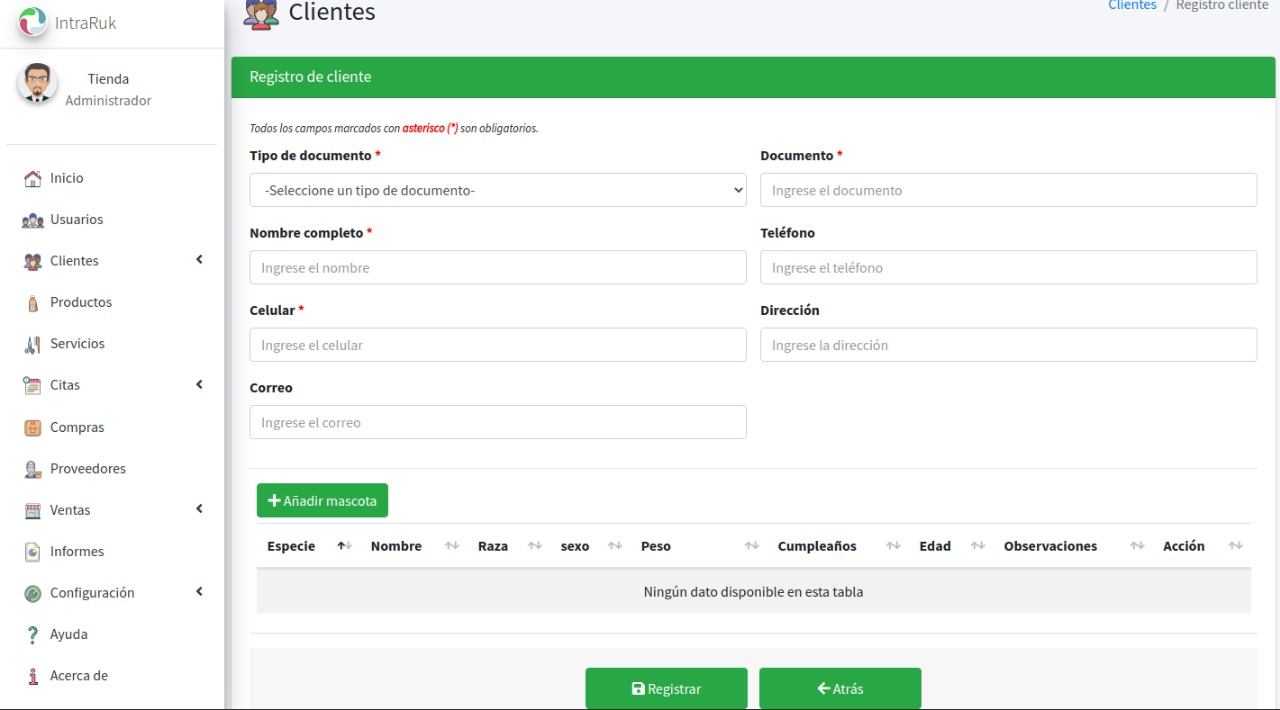 IntraRuk
Tienda
Administrador
Inicio
Usuarios
Clientes
Productos
Servicios
Citas
Compras
Proveedores
Ventas
Informes
Configuración
Ayuda
Acerca de
Clientes
Clientes / Registro cliente
Registro de cliente
Todos los campos marcados con asterisco (*) son obligatorios.
Tipo de documento * Documento *
-Seleccione un tipo de documento- Ingrese el documento
Nombre completo * Teléfono
Ingrese el nombre Ingrese el teléfono
Celular * Dirección
Ingrese el celular Ingrese la dirección
Correo
Ingrese el correo
Añadir mascota
Especie Nombre Raza sexo Peso Cumpleaños Edad Observaciones Acción
Ningún dato disponible en esta tabla
Registrar Atrás